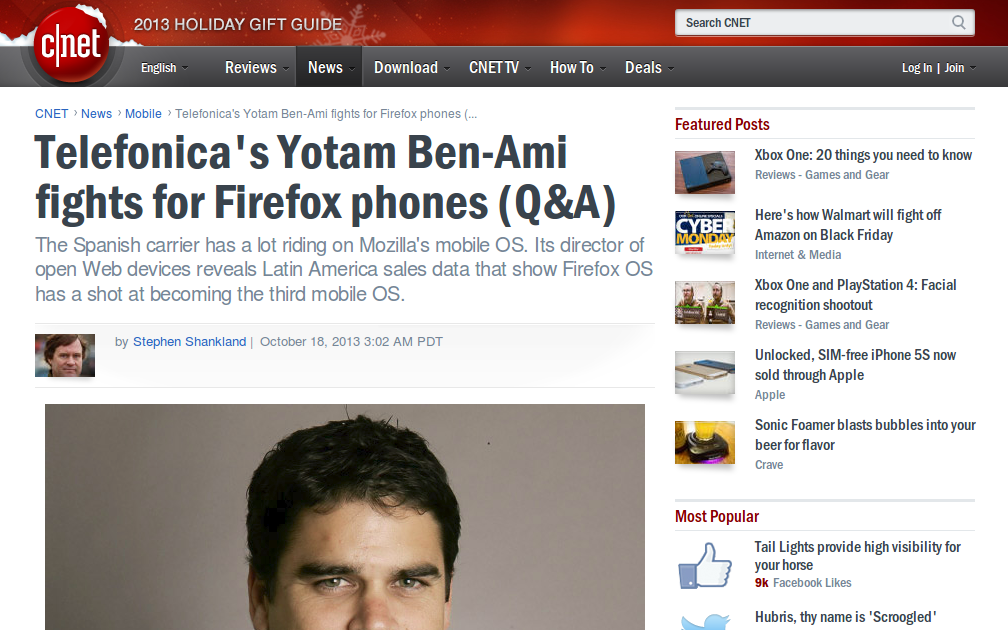 2013 HOLIDAY GIFT GUIDE
Search CNET
c|net
English
Reviews
News
Download
CNET TV
How To
Deals
Log In | Join
CNET › News › Mobile › Telefonica's Yotam Ben-Ami fights for Firefox phones (...
Telefonica's Yotam Ben-Ami
fights for Firefox phones (Q&A)
The Spanish carrier has a lot riding on Mozilla's mobile OS. Its director of
open Web devices reveals Latin America sales data that show Firefox OS
has a shot at becoming the third mobile OS.
by Stephen Shankland | October 18, 2013 3:02 AM PDT
Featured Posts
Xbox One: 20 things you need to know
Reviews - Games and Gear
CYBER
MONDAY
Here's how Walmart will fight off
Amazon on Black Friday
Internet & Media
Xbox One and PlayStation 4: Facial
recognition shootout
Reviews - Games and Gear
Unlocked, SIM-free iPhone 5S now
sold through Apple
Apple
Sonic Foamer blasts bubbles into your
beer for flavor
Crave
Most Popular
Tail Lights provide high visibility for
your horse
9k Facebook Likes
Hubris, thy name is 'Scroogled'